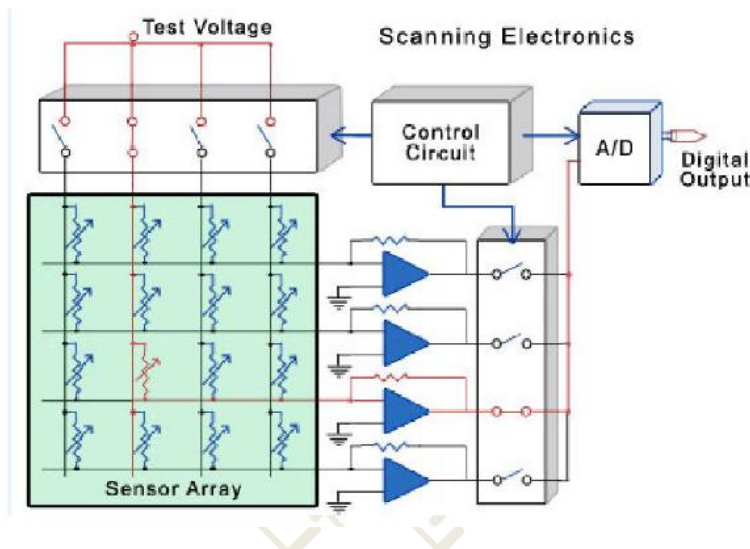 Test Voltage
Scanning Electronics
Control
Circuit
A/D
Digital
Output
Sensor Array